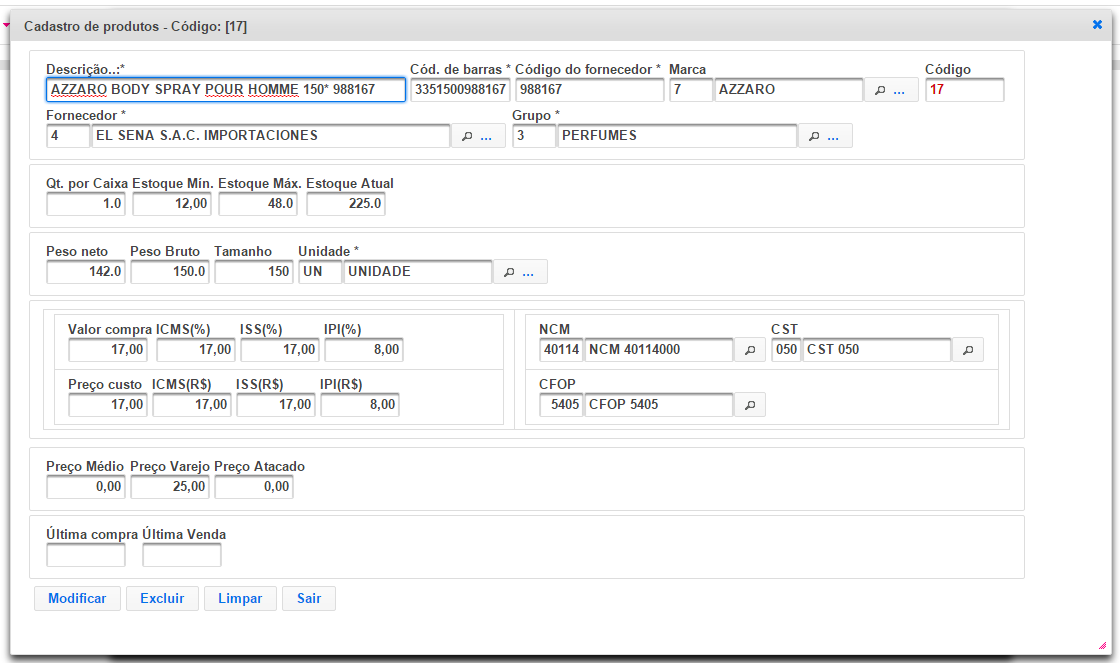 Cadastro de produtos - Código: [17]
Descrição..:* Cód. de barras * Código do fornecedor * Marca Código
AZZARO BODY SPRAY POUR HOMME 150* 988167 3351500988167 988167 7 AZZARO ... 17
Fornecedor * Grupo *
4 EL SENA S.A.C. IMPORTACIONES ... 3 PERFUMES ...
Qt. por Caixa Estoque Mín. Estoque Máx. Estoque Atual
1.0 12,00 48.0 225.0
Peso neto Peso Bruto Tamanho Unidade *
142.0 150.0 150 UN UNIDADE ...
Valor compra ICMS(%) ISS(%) IPI(%) NCM CST
17,00 17,00 17,00 8,00 40114 NCM 40114000 050 CST 050
Preço custo ICMS(R$) ISS(R$) IPI(R$) CFOP
17,00 17,00 17,00 8,00 5405 CFOP 5405
Preço Médio Preço Varejo Preço Atacado
0,00 25,00 0,00
Última compra Última Venda
Modificar Excluir Limpar Sair